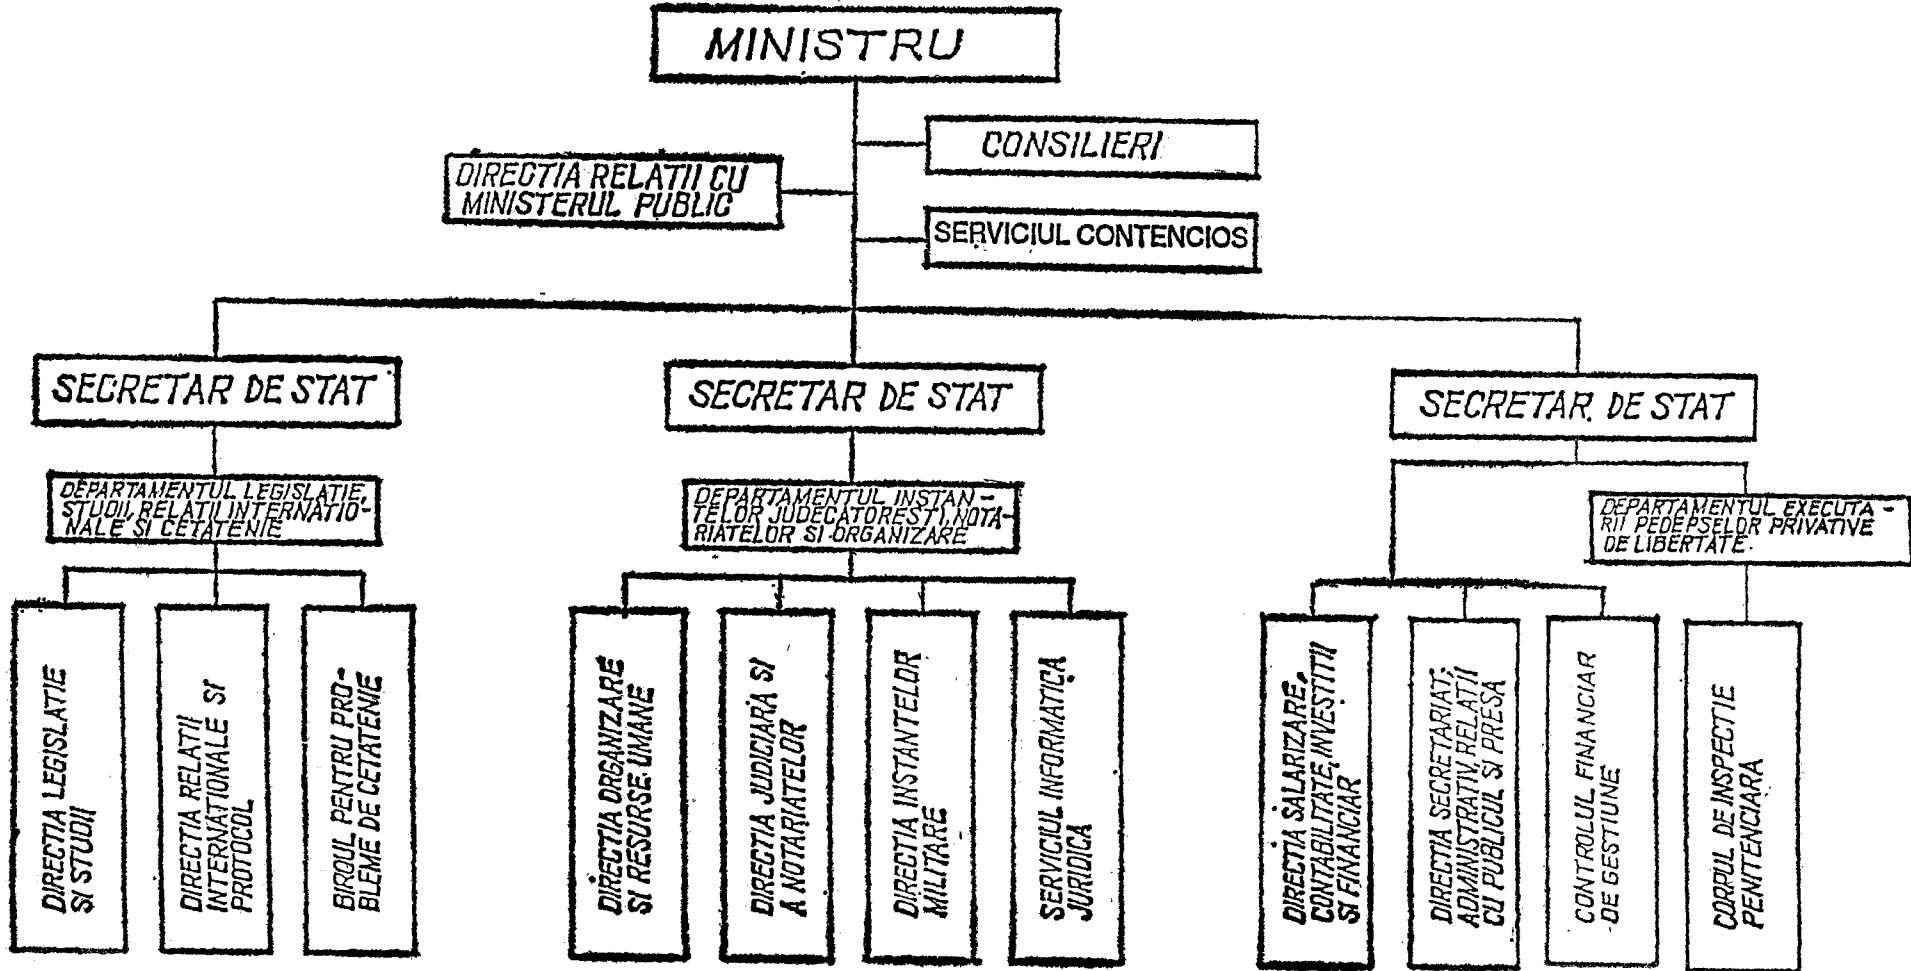 MINISTRU
CONSILIERI
DIRECTIA RELATII CU
MINISTERUL PUBLIC
SERVICIUL CONTENCIOS
SECRETAR DE STAT
SECRETAR DE STAT
SECRETAR DE STAT
DEPARTAMENTUL LEGISLATIE,
STUDII, RELATII INTERNATIO-
NALE SI CETATENIE
DEPARTAMENTUL INSTAN-
TELOR JUDECATORESTI, NOTA-
RIATELOR SI ORGANIZARE
DEPARTAMENTUL EXECUTA-
RII PEDEPSELOR PRIVATIVE
DE LIBERTATE.
DIRECTIA LEGISLATIE
SI STUDII
DIRECTIA RELATII
INTERNATIONALE SI
PROTOCOL
BIROUL PENTRU PRO-
BLEME DE CETATENIE
DIRECTIA ORGANIZARE
SI RESURSE UMANE
DIRECTIA JUDICIARA SI
A NOTARIATELOR
DIRECTIA INSTANTELOR
MILITARE
SERVICIUL INFORMATICA
JURIDICA
DIRECTIA SALARIZARE,
CONTABILITATE, INVESTITII
SI FINANCIAR
DIRECTIA SECRETARIAT,
ADMINISTRATIV, RELATII
CU PUBLICUL SI PRESA
CONTROLUL FINANCIAR
DE GESTIUNE
CORPUL DE INSPECTIE
PENITENCIARA